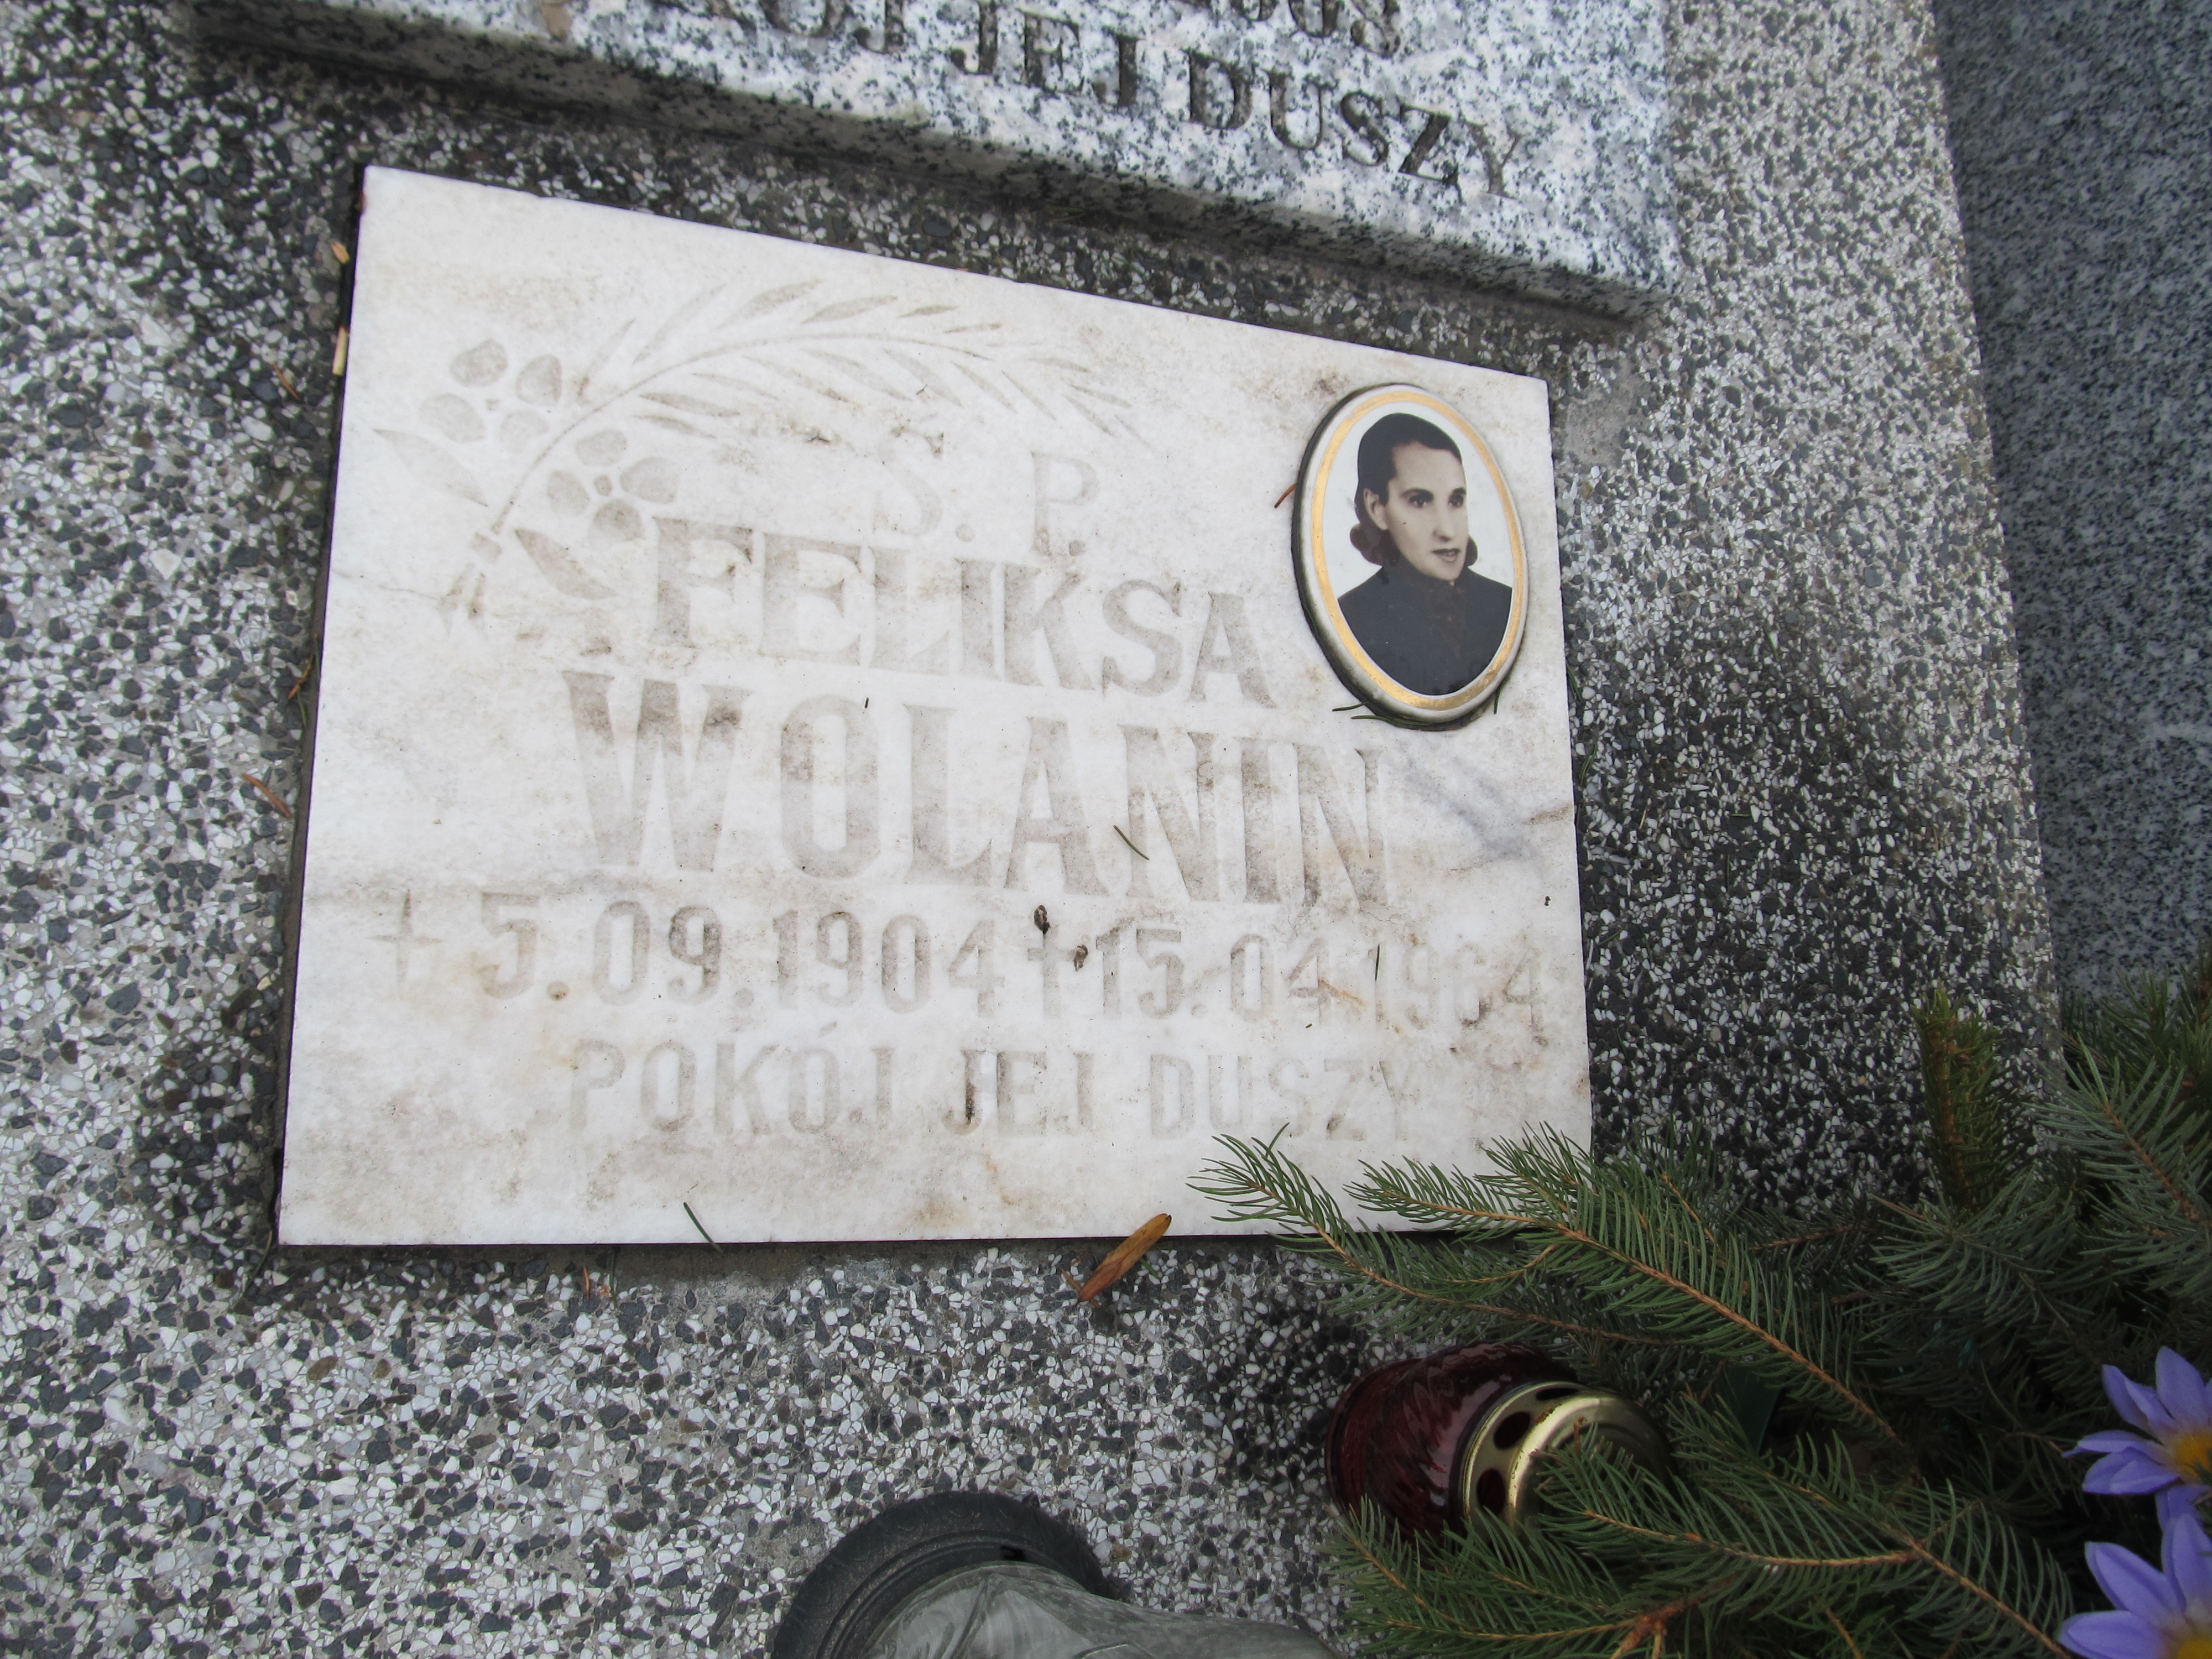 JEJ DUSZY
Ś. P.
FELIKSA
WOLANIN
5.09.1904 †15.04.1964
POKÓJ JEJ DUSZY